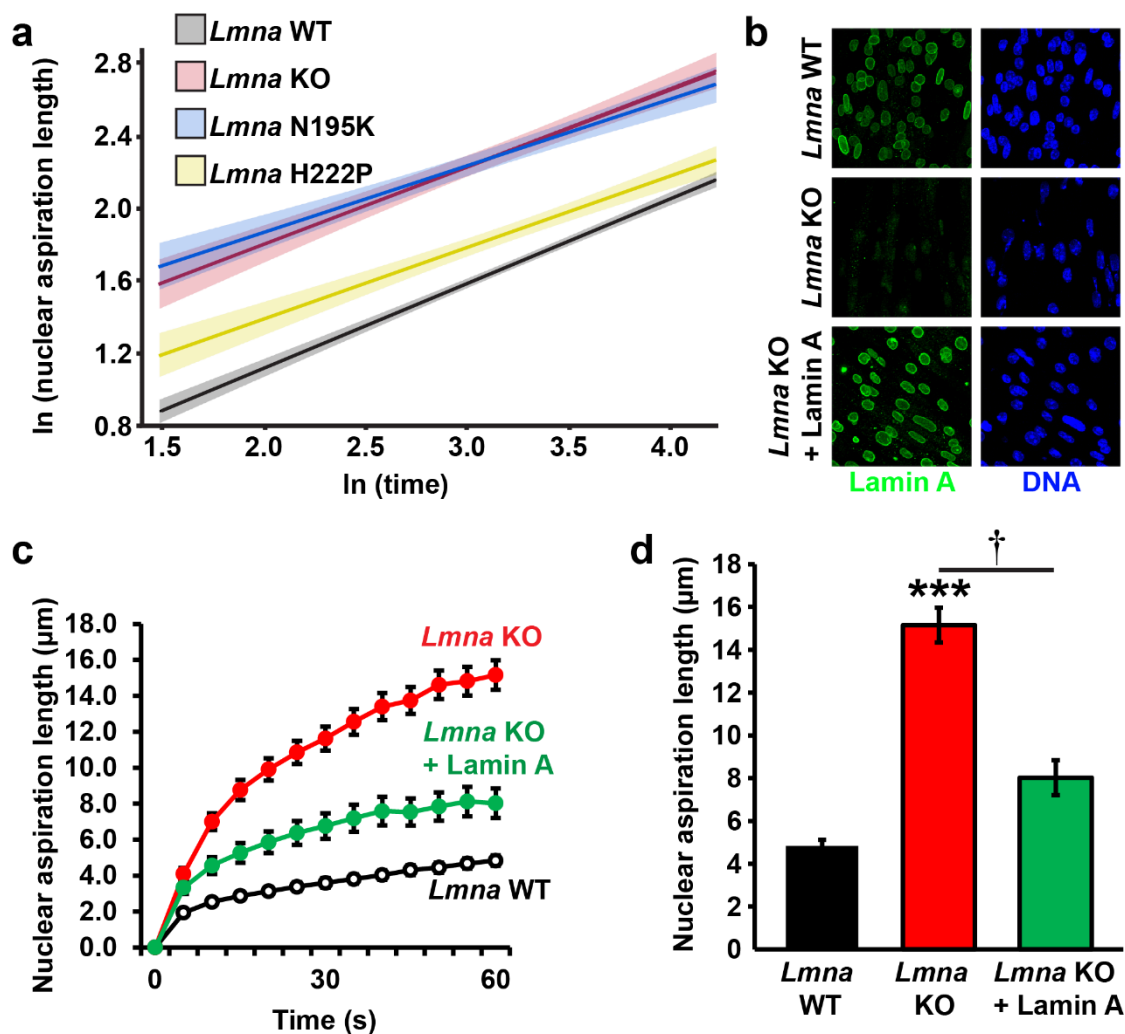 a
Lmna WT
Lmna KO
Lmna N195K
Lmna H222P
2.8
2.4
2.0
1.6
1.2
0.8
ln (nuclear aspiration length)
1.5
2.0
2.5
3.0
3.5
4.0
ln (time)
b
Lmna WT
Lmna KO
Lmna KO
+ Lamin A
Lamin A
DNA
c
Nuclear aspiration length (µm)
18.0
16.0
14.0
12.0
10.0
8.0
6.0
4.0
2.0
0.0
Lmna KO
Lmna KO
+ Lamin A
Lmna WT
0
30
60
Time (s)
d
Nuclear aspiration length (µm)
18
16
14
12
10
8
6
4
2
0
†
***
Lmna
WT
Lmna
KO
Lmna KO
+ Lamin A